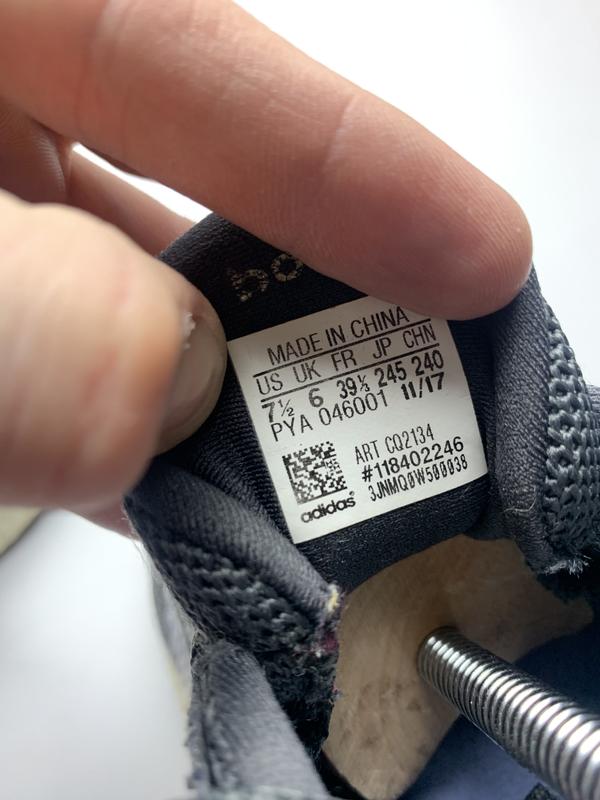 MADE IN CHINA
US UK FR JP CHN
7½ 6 39⅓ 245 240
PYA 046001 11/17
ART CQ2134
#118402246
3JNMQ0W500038
adidas